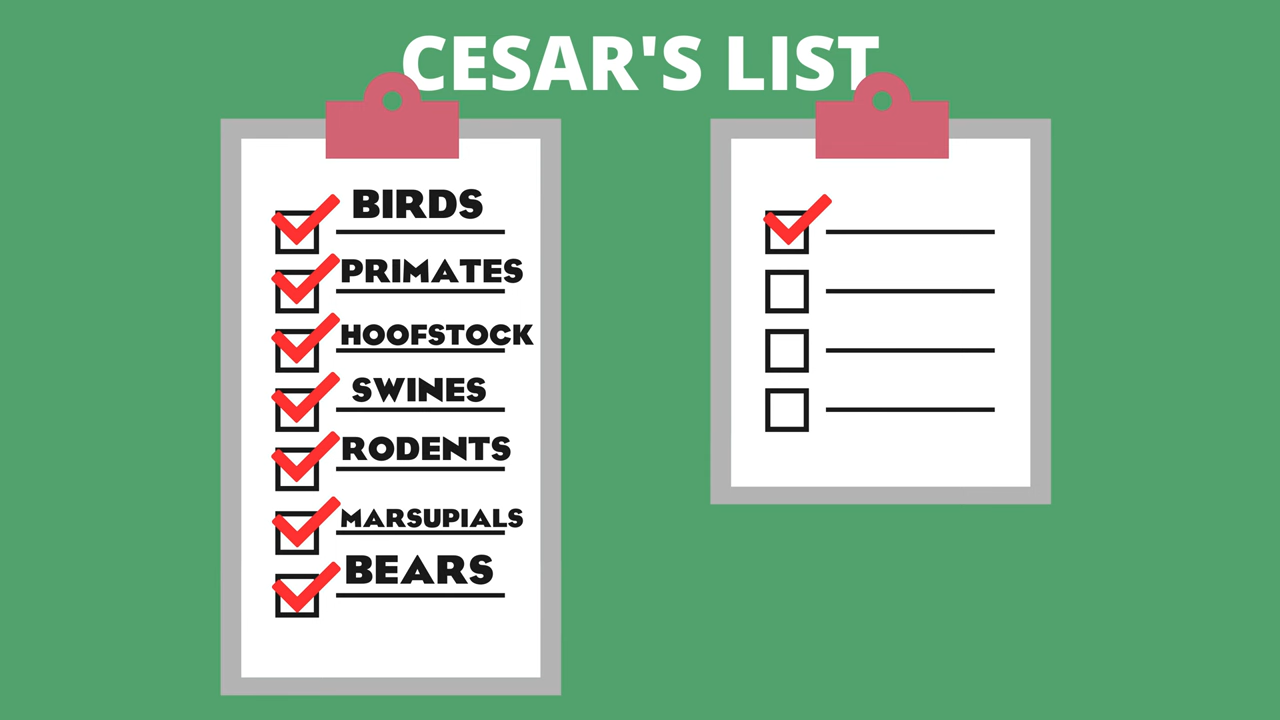 CESAR'S LIST
BIRDS
PRIMATES
HOOFSTOCK
SWINES
RODENTS
MARSUPIALS
BEARS